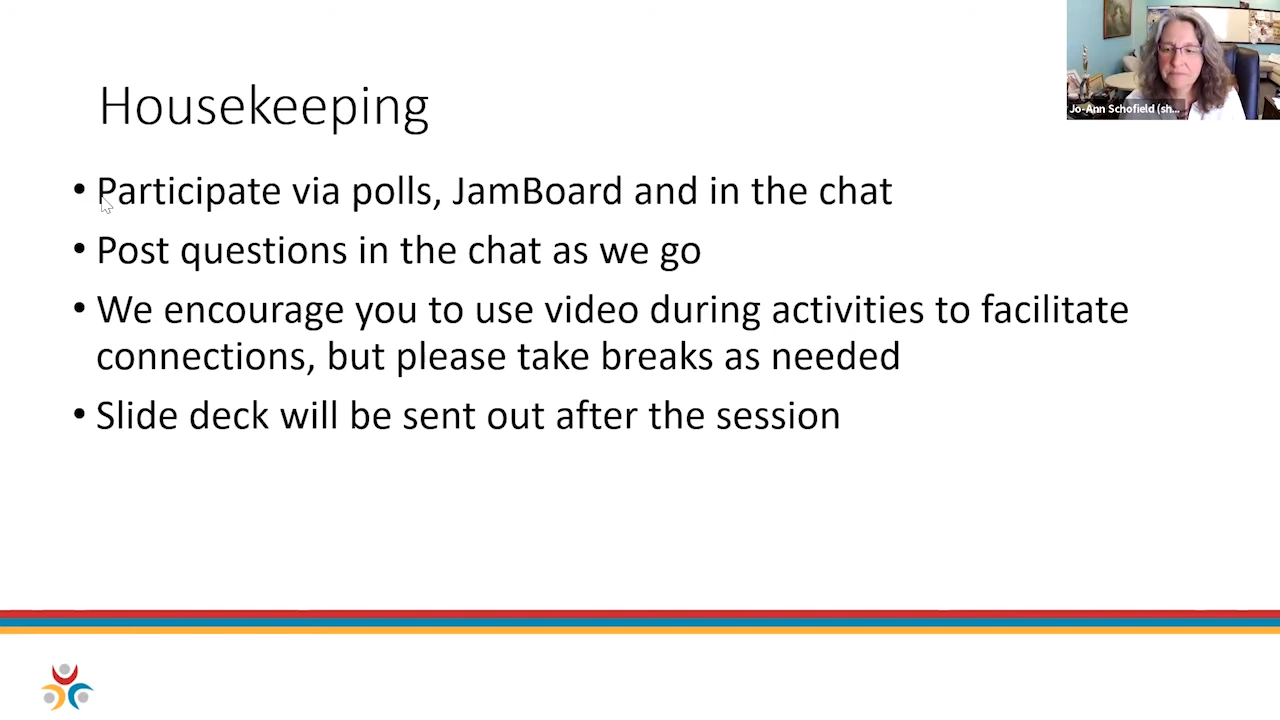 Housekeeping
Jo-Ann Schofield (sh...
• Participate via polls, JamBoard and in the chat
• Post questions in the chat as we go
• We encourage you to use video during activities to facilitate
connections, but please take breaks as needed
• Slide deck will be sent out after the session